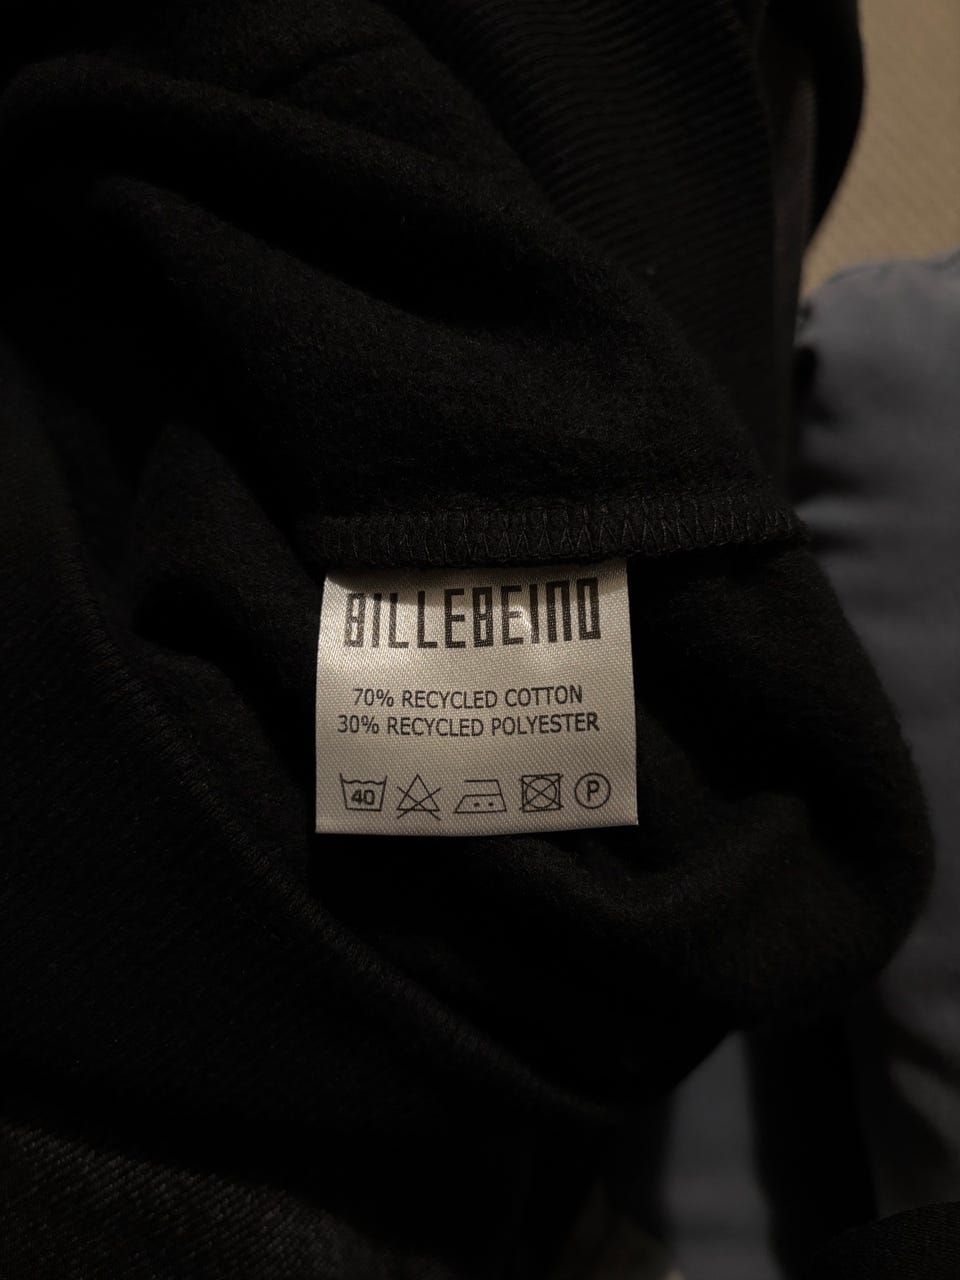 BILLEBEINO
70% RECYCLED COTTON
30% RECYCLED POLYESTER
40 P